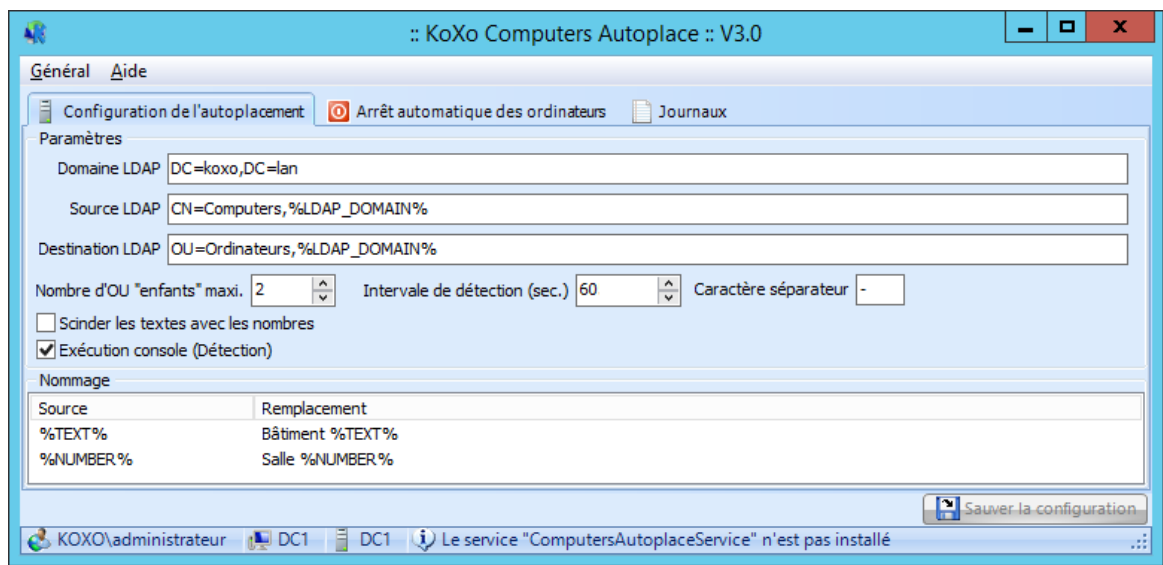 :: KoXo Computers Autoplace :: V3.0
Général Aide
Configuration de l'autoplacement Arrêt automatique des ordinateurs Journaux
Paramètres
Domaine LDAP DC=koxo,DC=lan
Source LDAP CN=Computers,%LDAP_DOMAIN%
Destination LDAP OU=Ordinateurs,%LDAP_DOMAIN%
Nombre d'OU "enfants" maxi. 2 Intervale de détection (sec.) 60 Caractère séparateur -
Scinder les textes avec les nombres
Exécution console (Détection)
Nommage
Source Remplacement
%TEXT% Bâtiment %TEXT%
%NUMBER% Salle %NUMBER%
Sauver la configuration
KOXO\administrateur DC1 DC1 Le service "ComputersAutoplaceService" n'est pas installé